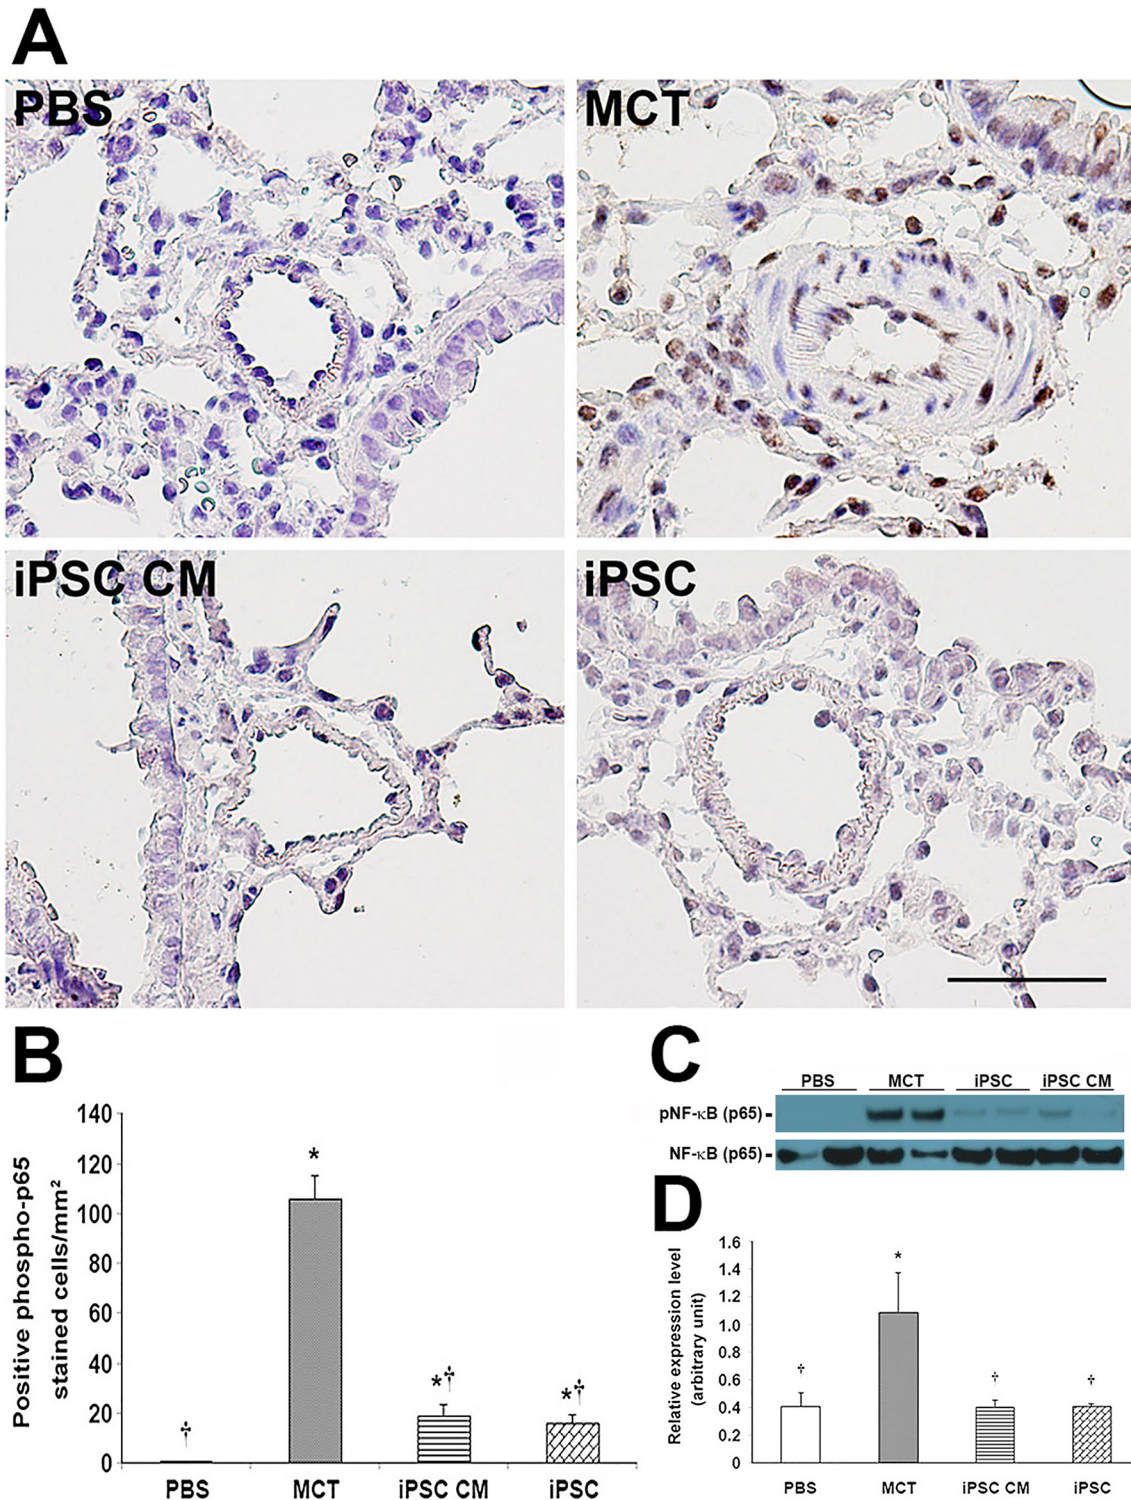 A
PBS
MCT
iPSC CM
iPSC
B
Positive phospho-p65
stained cells/mm²
140
120
100
80
60
40
20
0
*
*†
*†
†
PBS
MCT
iPSC CM
iPSC
C
PBS MCT iPSC iPSC CM
pNF-κB (p65) -
NF-κB (p65) -
D
Relative expression level
(arbitrary unit)
1.6
1.4
1.2
1.0
0.8
0.6
0.4
0.2
0
†
*
†
†
PBS
MCT
iPSC CM
iPSC